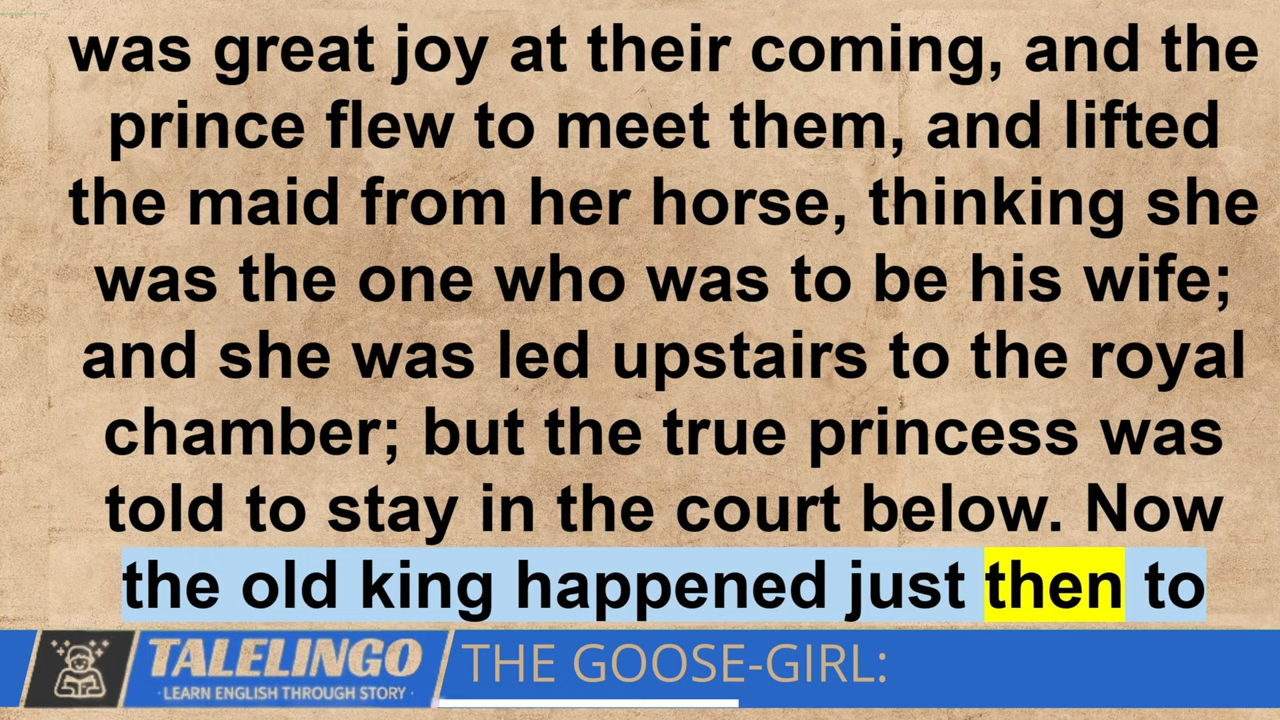 was great joy at their coming, and the
prince flew to meet them, and lifted
the maid from her horse, thinking she
was the one who was to be his wife;
and she was led upstairs to the royal
chamber; but the true princess was
told to stay in the court below. Now
the old king happened just then to
TALELINGO
· LEARN ENGLISH THROUGH STORY ·
THE GOOSE-GIRL: